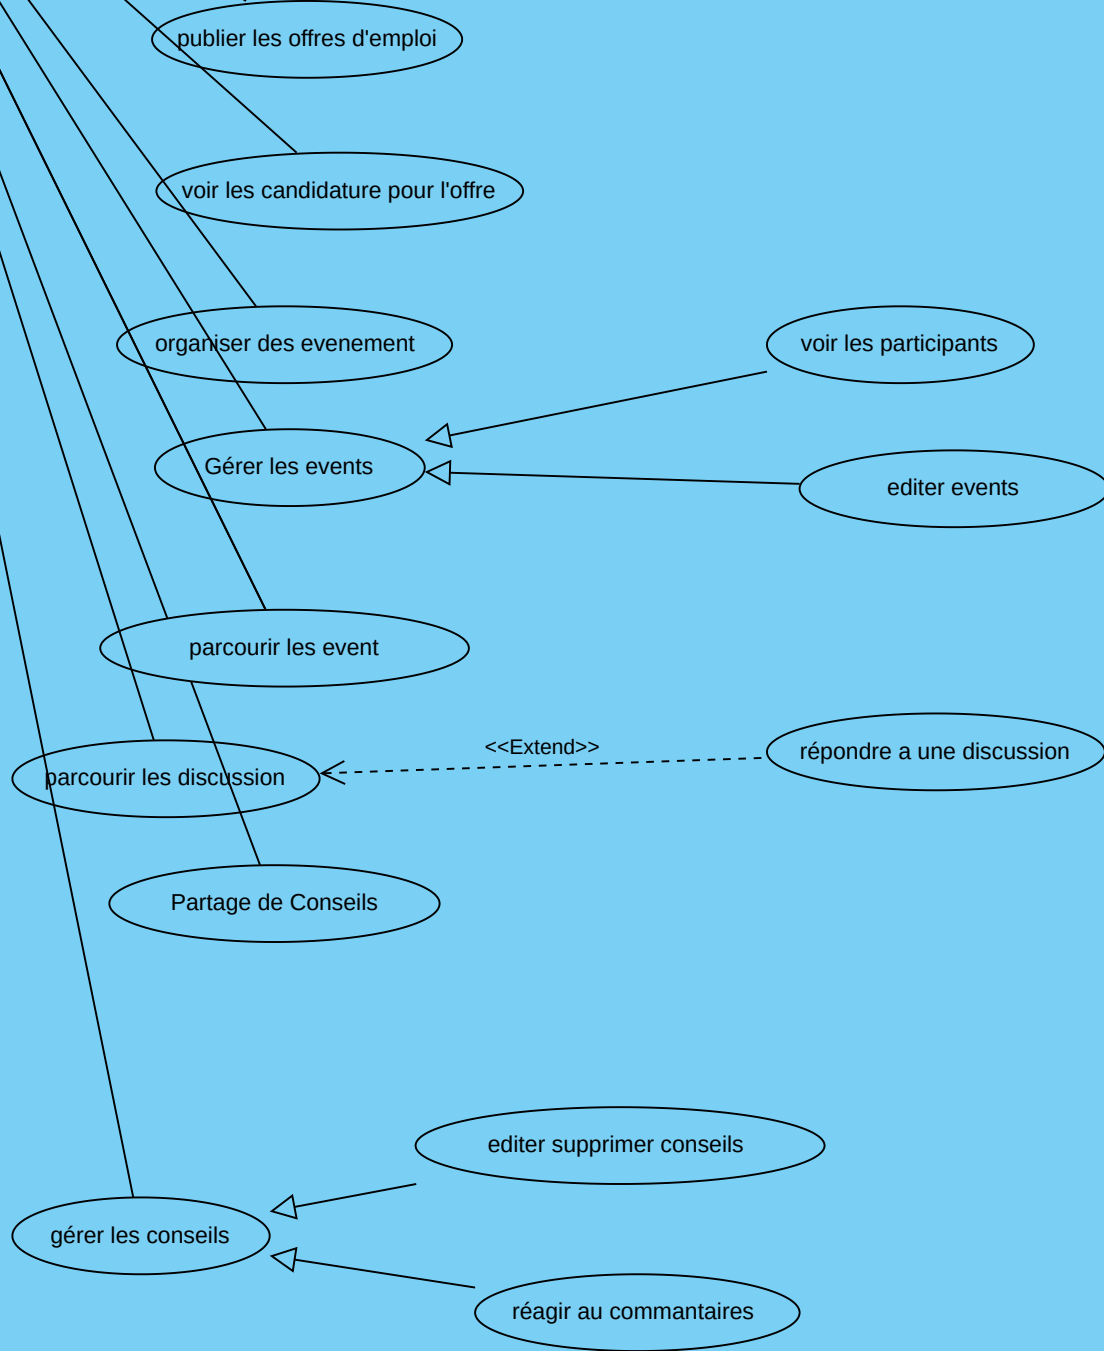 publier les offres d'emploi
voir les candidature pour l'offre
organiser des evenement
voir les participants
Gérer les events
editer events
parcourir les event
<<Extend>>
répondre a une discussion
parcourir les discussion
Partage de Conseils
editer supprimer conseils
gérer les conseils
réagir au commantaires